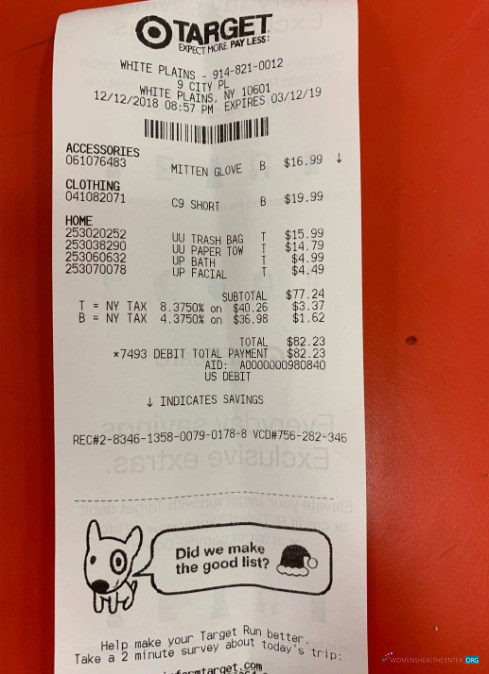 TARGET
EXPECT MORE. PAY LESS.
WHITE PLAINS - 914-821-0012
9 CITY PL
WHITE PLAINS, NY 10601
12/12/2018 08:57 PM EXPIRES 03/12/19
ACCESSORIES
061076483 MITTEN GLOVE B $16.99 ↓
CLOTHING
041082071 C9 SHORT B $19.99
HOME
253020252 UU TRASH BAG T $15.99
253038290 UU PAPER TOW T $14.79
253060632 UP BATH T $4.99
253070078 UP FACIAL T $4.49
SUBTOTAL $77.24
T = NY TAX 8.3750% on $40.26 $3.37
B = NY TAX 4.3750% on $36.98 $1.62
TOTAL $82.23
*7493 DEBIT TOTAL PAYMENT $82.23
AID: A0000000980840
US DEBIT
↓ INDICATES SAVINGS
REC#2-8346-1358-0079-0178-8 VCD#756-282-346
Did we make
the good list?
Help make your Target Run better.
Take a 2 minute survey about today's trip:
informtarget.com
WOMENSHEALTHCENTER.ORG